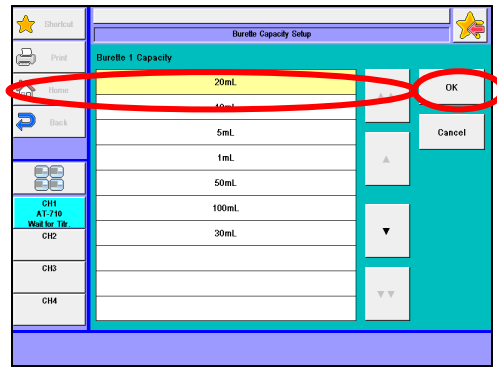 Shortcut
Burette Capacity Setup
Print
Burette 1 Capacity
Home
20mL
OK
10mL
Back
5mL
Cancel
1mL
50mL
CH1
AT-710
Wait for Titr.
100mL
CH2
30mL
CH3
CH4